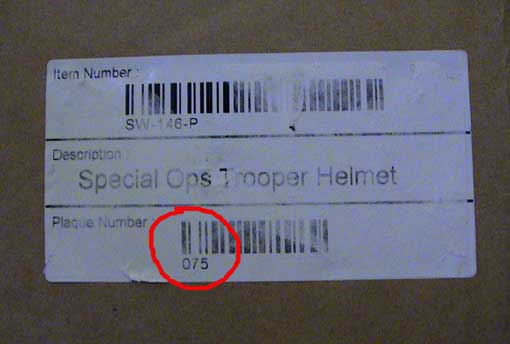 Item Number :
SW-146-P
Description :
Special Ops Trooper Helmet
Plaque Number :
075